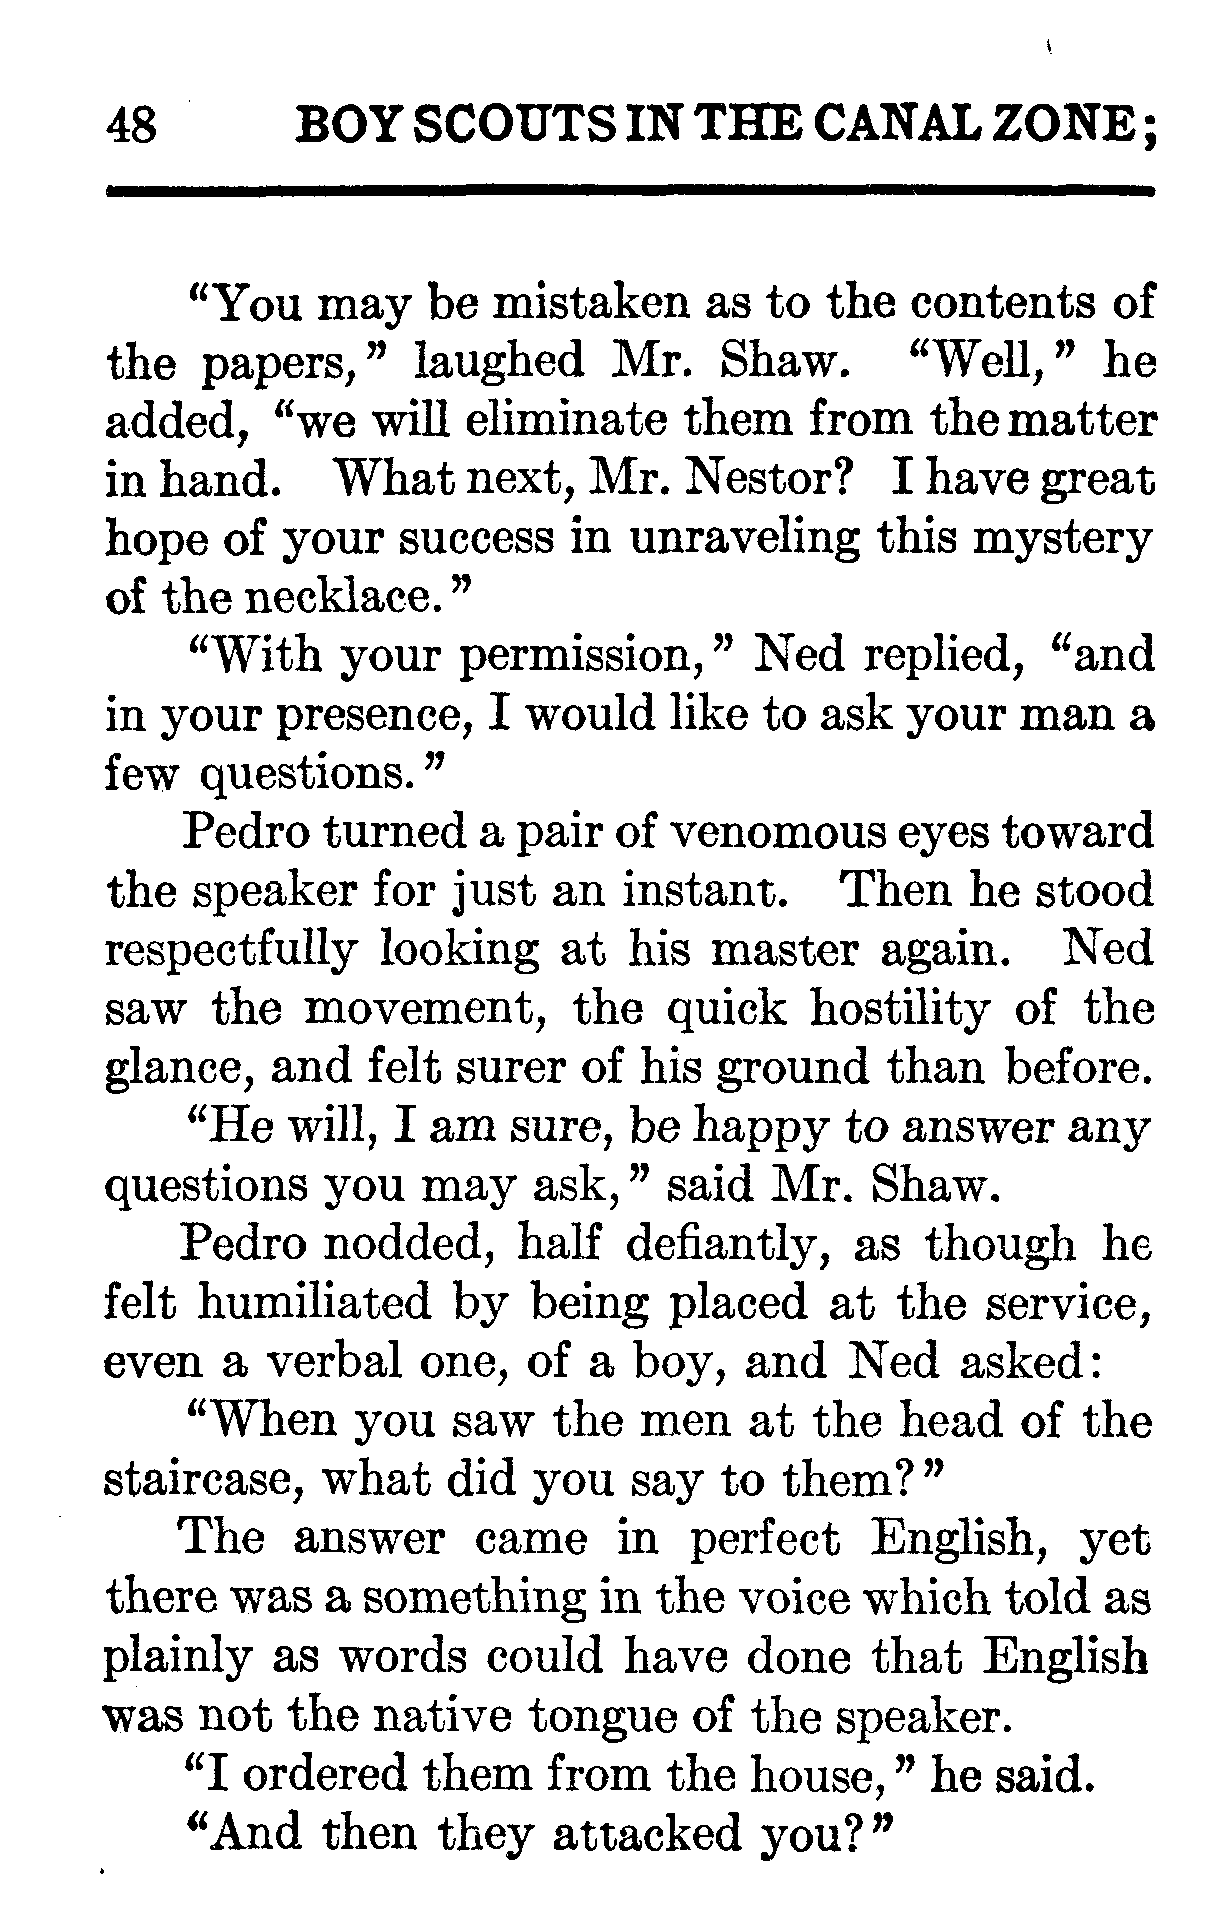 48 BOY SCOUTS IN THE CANAL ZONE;
“You may be mistaken as to the contents of
the papers,” laughed Mr. Shaw. “Well,” he
added, “we will eliminate them from the matter
in hand. What next, Mr. Nestor? I have great
hope of your success in unraveling this mystery
of the necklace.”
“With your permission,” Ned replied, “and
in your presence, I would like to ask your man a
few questions.”
Pedro turned a pair of venomous eyes toward
the speaker for just an instant. Then he stood
respectfully looking at his master again. Ned
saw the movement, the quick hostility of the
glance, and felt surer of his ground than before.
“He will, I am sure, be happy to answer any
questions you may ask,” said Mr. Shaw.
Pedro nodded, half defiantly, as though he
felt humiliated by being placed at the service,
even a verbal one, of a boy, and Ned asked:
“When you saw the men at the head of the
staircase, what did you say to them?”
The answer came in perfect English, yet
there was a something in the voice which told as
plainly as words could have done that English
was not the native tongue of the speaker.
“I ordered them from the house,” he said.
“And then they attacked you?”